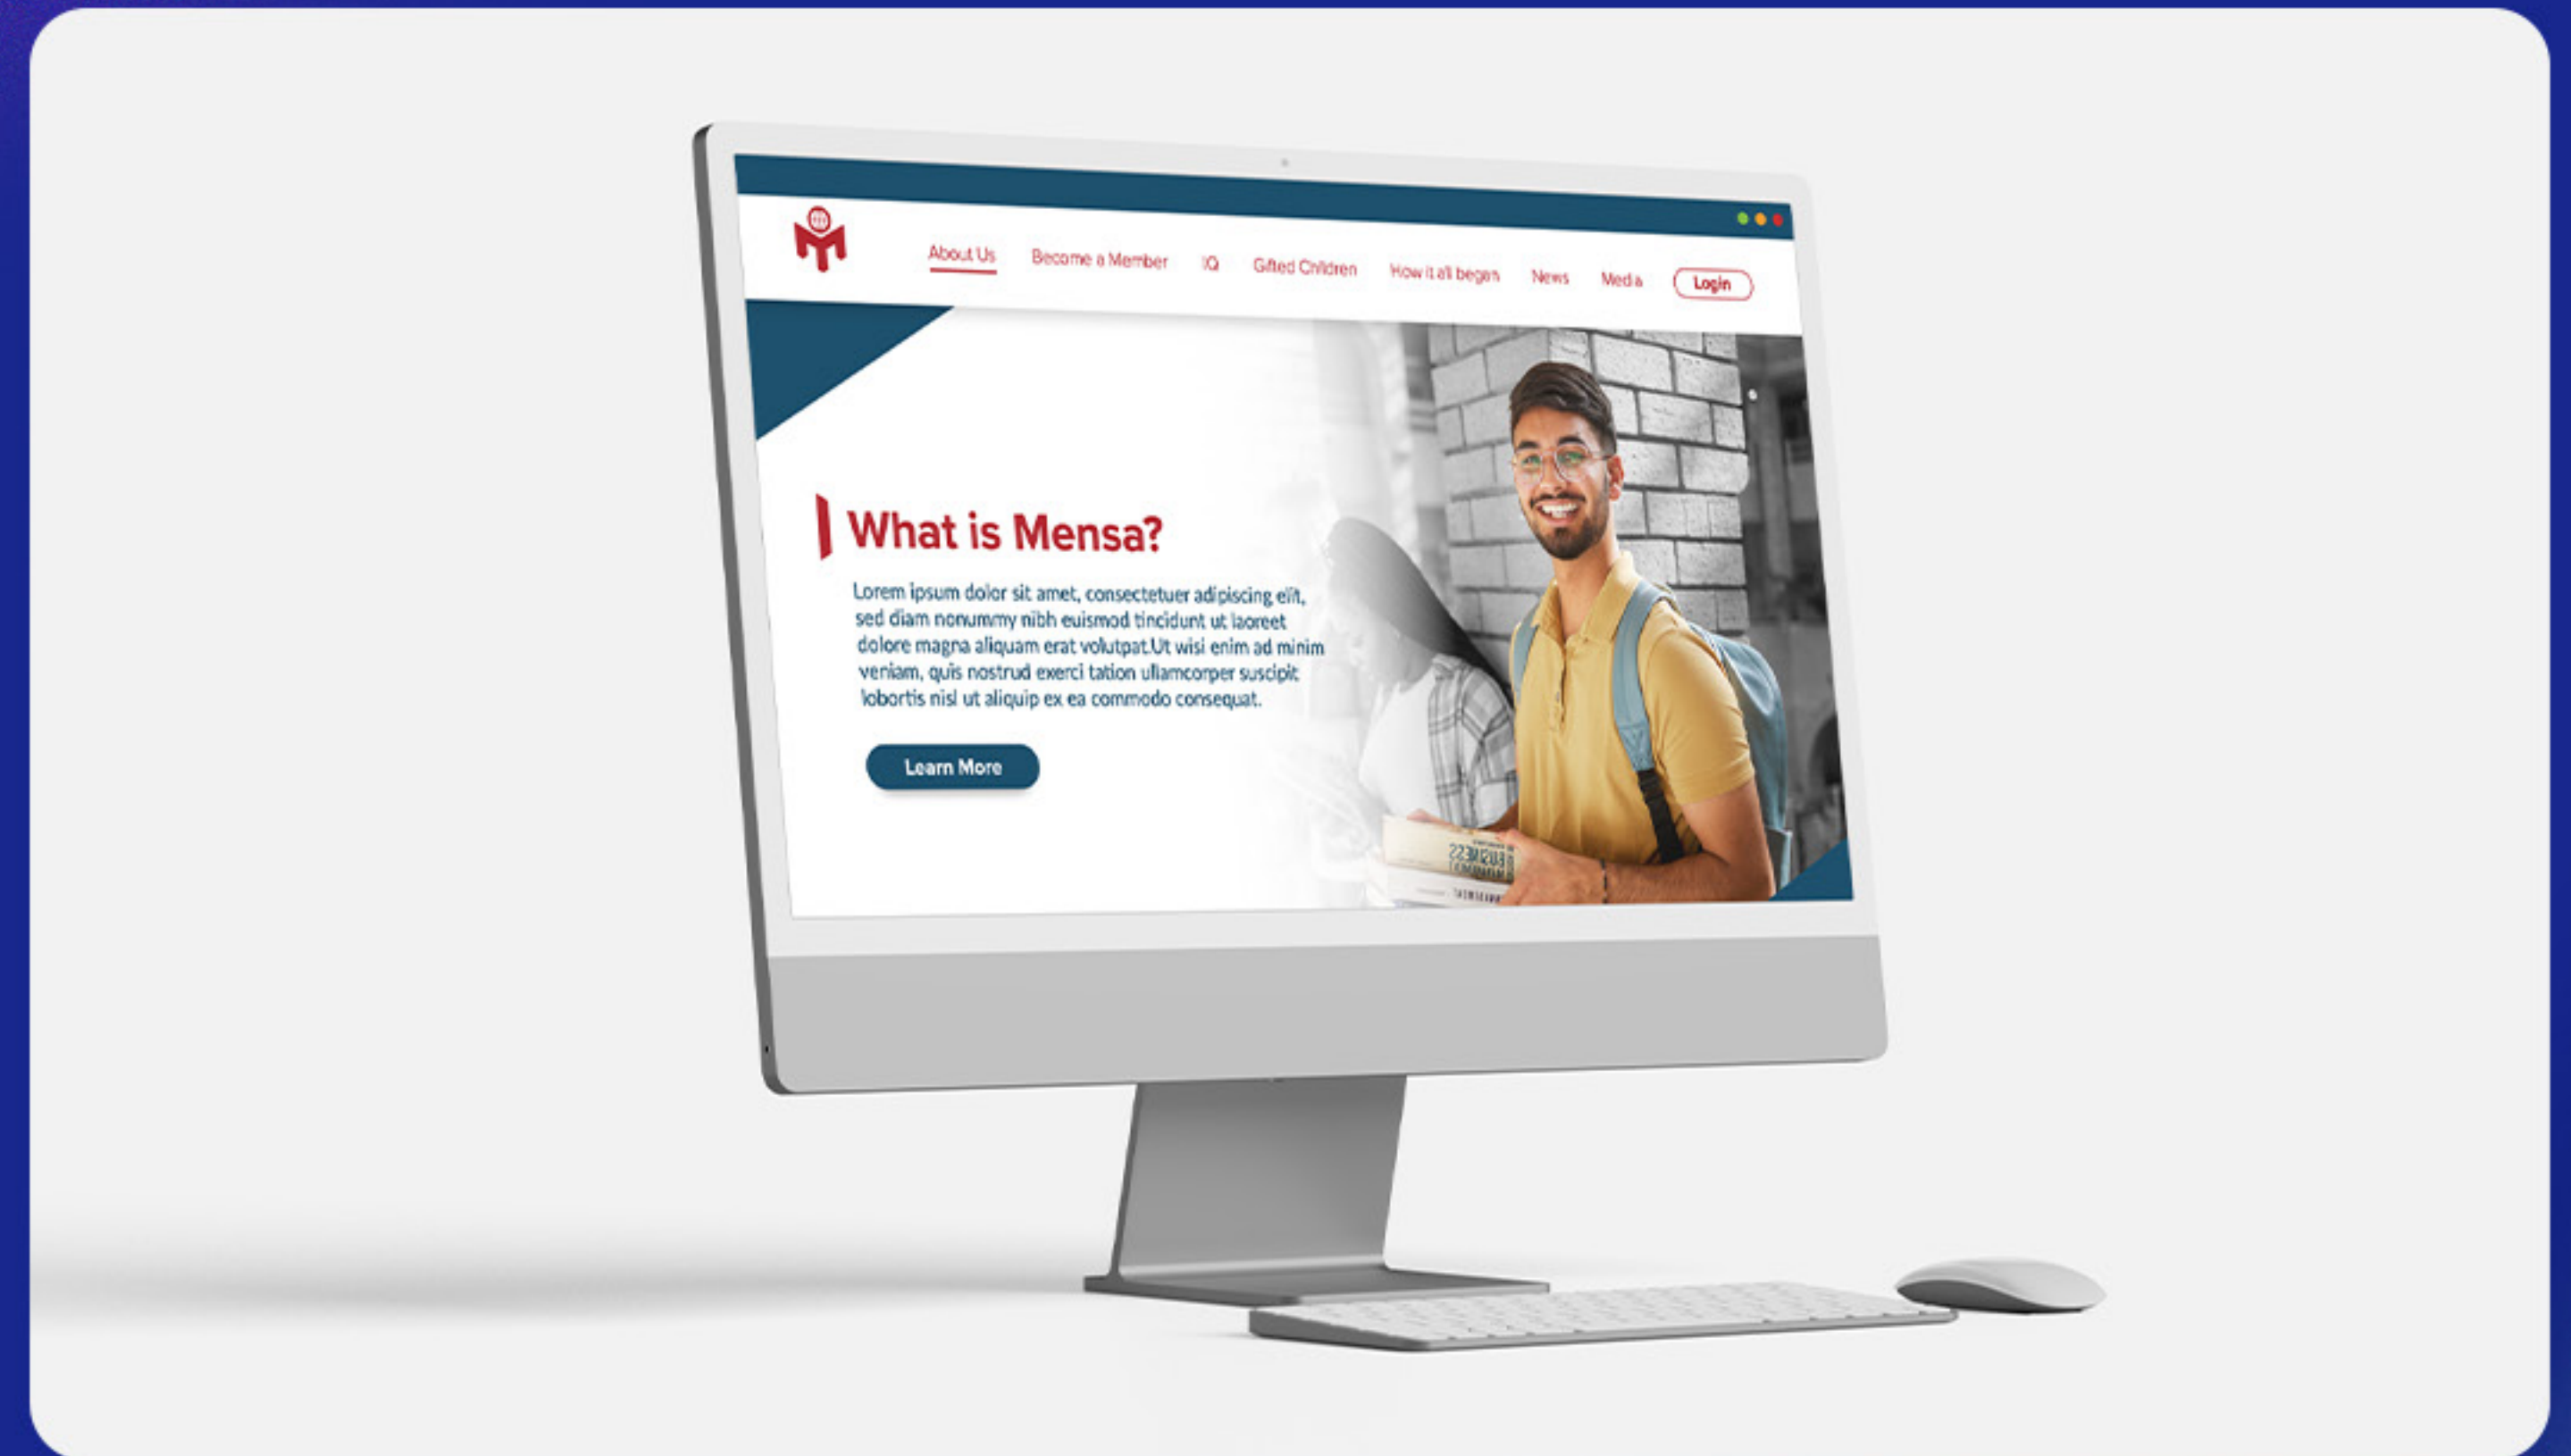 About Us
Become a Member
IQ
Gifted Children
How it all began
News
Media
Login
What is Mensa?
Lorem ipsum dolor sit amet, consectetuer adipiscing elit,
sed diam nonummy nibh euismod tincidunt ut laoreet
dolore magna aliquam erat volutpat.Ut wisi enim ad minim
veniam, quis nostrud exerci tation ullamcorper suscipit
lobortis nisl ut aliquip ex ea commodo consequat.
Learn More
BUSINESS